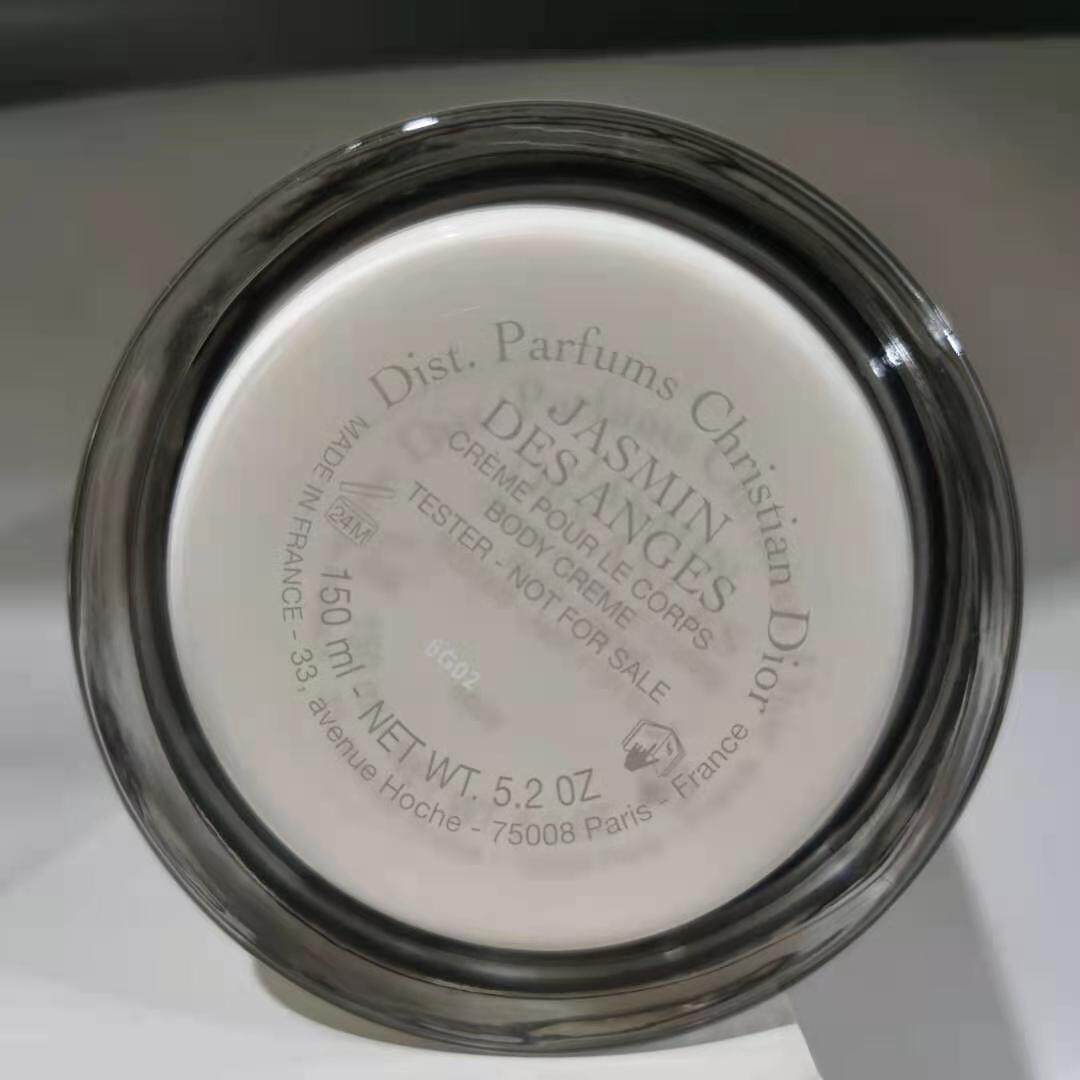 Dist. Parfums Christian Dior
JASMIN
DES ANGES
CRÈME POUR LE CORPS
BODY CREME
TESTER - NOT FOR SALE
24M
6G02
150 ml - NET WT. 5.2 OZ
MADE IN FRANCE - 33, avenue Hoche - 75008 Paris - France